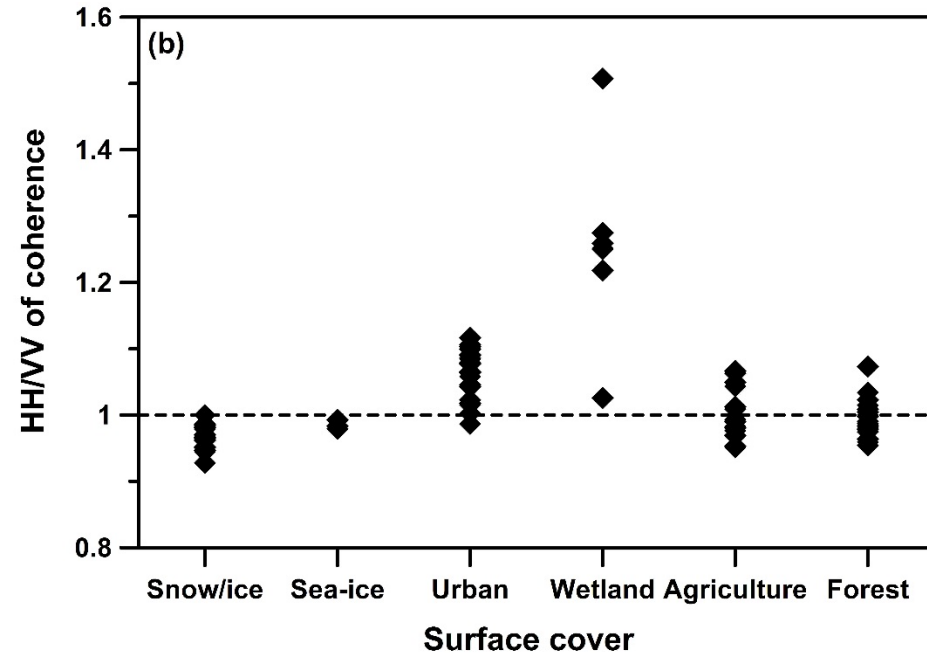 (b)
1.6
1.4
1.2
1
0.8
HH/VV of coherence
Snow/ice Sea-ice Urban Wetland Agriculture Forest
Surface cover